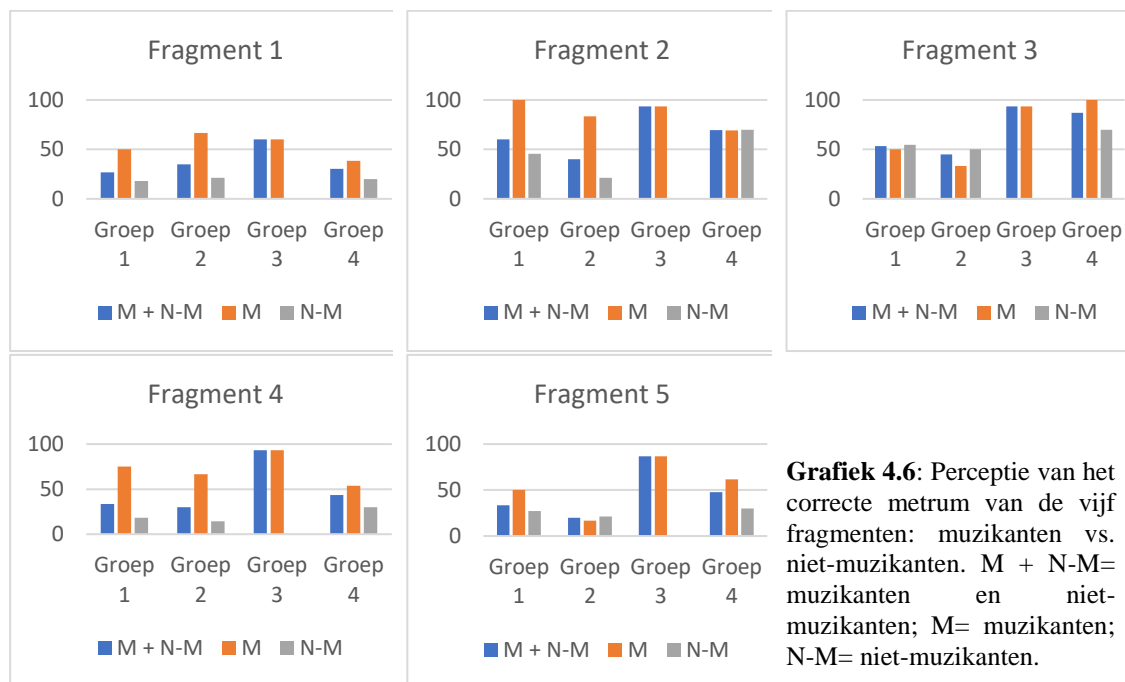 Fragment 1
100
50
0
Groep 1
Groep 2
Groep 3
Groep 4
M + N-M M N-M
Fragment 2
100
50
0
Groep 1
Groep 2
Groep 3
Groep 4
M + N-M M N-M
Fragment 3
100
50
0
Groep 1
Groep 2
Groep 3
Groep 4
M + N-M M N-M
Fragment 4
100
50
0
Groep 1
Groep 2
Groep 3
Groep 4
M + N-M M N-M
Fragment 5
100
50
0
Groep 1
Groep 2
Groep 3
Groep 4
M + N-M M N-M
Grafiek 4.6: Perceptie van het
correcte metrum van de vijf
fragmenten: muzikanten vs.
niet-muzikanten. M + N-M=
muzikanten en niet-
muzikanten; M= muzikanten;
N-M= niet-muzikanten.